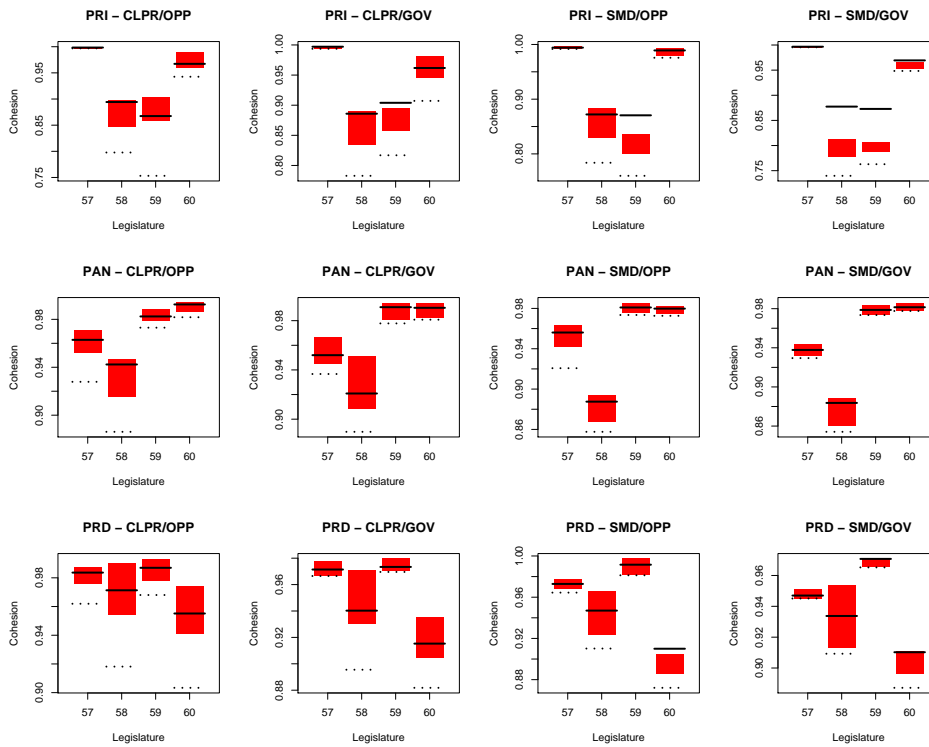 PRI − CLPR/OPP
Cohesion
0.75
0.85
0.95
57 58 59 60
Legislature
PRI − CLPR/GOV
Cohesion
0.80
0.85
0.90
1.00
57 58 59 60
Legislature
PRI − SMD/OPP
Cohesion
0.80
0.90
1.00
57 58 59 60
Legislature
PRI − SMD/GOV
Cohesion
0.75
0.85
0.95
57 58 59 60
Legislature
PAN − CLPR/OPP
Cohesion
0.90
0.94
0.98
57 58 59 60
Legislature
PAN − CLPR/GOV
Cohesion
0.90
0.94
0.98
57 58 59 60
Legislature
PAN − SMD/OPP
Cohesion
0.86
0.90
0.94
0.98
57 58 59 60
Legislature
PAN − SMD/GOV
Cohesion
0.86
0.90
0.94
0.98
57 58 59 60
Legislature
PRD − CLPR/OPP
Cohesion
0.90
0.94
0.98
57 58 59 60
Legislature
PRD − CLPR/GOV
Cohesion
0.88
0.92
0.96
57 58 59 60
Legislature
PRD − SMD/OPP
Cohesion
0.88
0.92
0.96
1.00
57 58 59 60
Legislature
PRD − SMD/GOV
Cohesion
0.90
0.92
0.94
0.96
57 58 59 60
Legislature